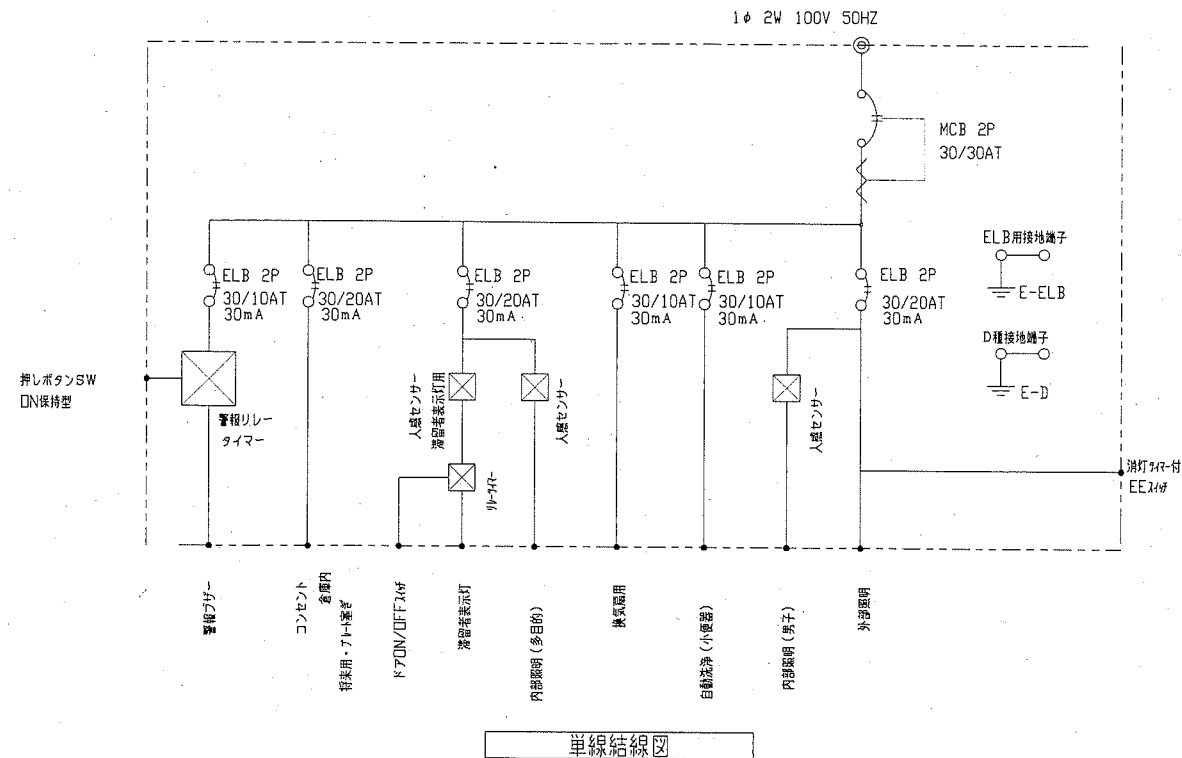 1φ 2W 100V 50HZ
MCB 2P
30/30AT
ELB 2P
30/10AT
30mA
ELB 2P
30/20AT
30mA
ELB 2P
30/20AT
30mA
ELB 2P
30/10AT
30mA
ELB 2P
30/10AT
30mA
ELB 2P
30/20AT
30mA
ELB用接地端子
E-ELB
D種接地端子
E-D
押しボタンSW
ON保持型
警報リレー
タイマー
人感センサー
滞留者表示灯用
リレータイマー
人感センサー
人感センサー
消灯タイマー付
EEスイッチ
警報ブザー
コンセント
倉庫内
将来用・プレート塞ぎ
ドアON/OFFスイッチ
滞留者表示灯
内部照明(多目的)
換気扇用
自動洗浄(小便器)
内部照明(男子)
外部照明
単線結線図